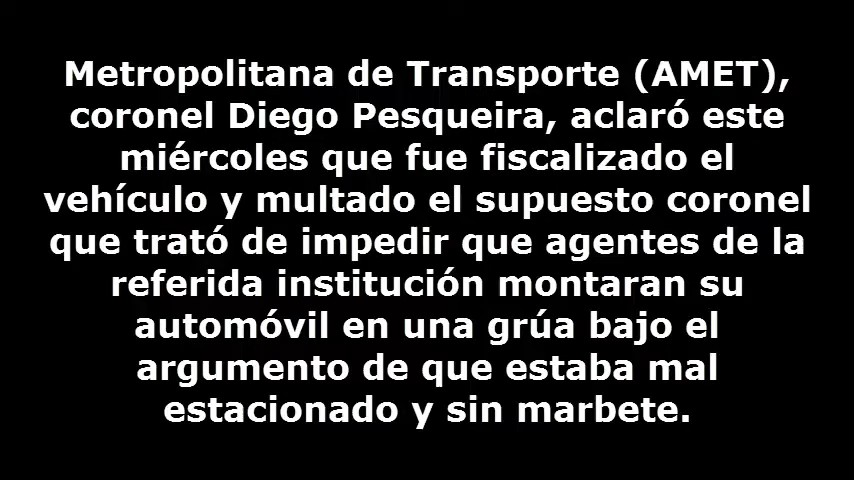 Metropolitana de Transporte (AMET),
coronel Diego Pesqueira, aclaró este
miércoles que fue fiscalizado el
vehículo y multado el supuesto coronel
que trató de impedir que agentes de la
referida institución montaran su
automóvil en una grúa bajo el
argumento de que estaba mal
estacionado y sin marbete.